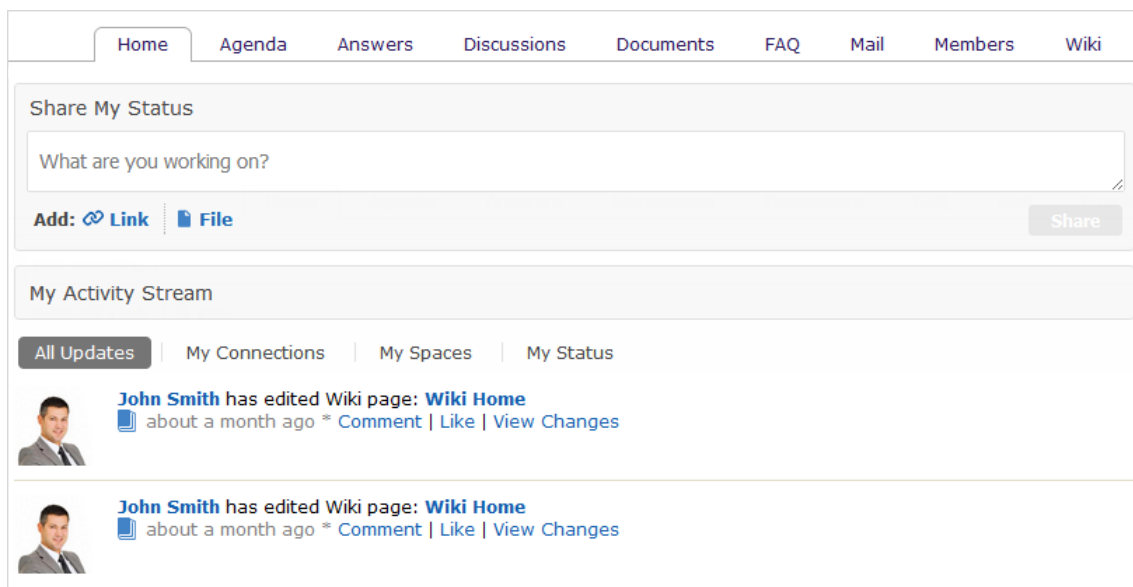 Home Agenda Answers Discussions Documents FAQ Mail Members Wiki
Share My Status
What are you working on?
Add: Link File Share
My Activity Stream
All Updates My Connections My Spaces My Status
John Smith has edited Wiki page: Wiki Home
about a month ago * Comment | Like | View Changes
John Smith has edited Wiki page: Wiki Home
about a month ago * Comment | Like | View Changes